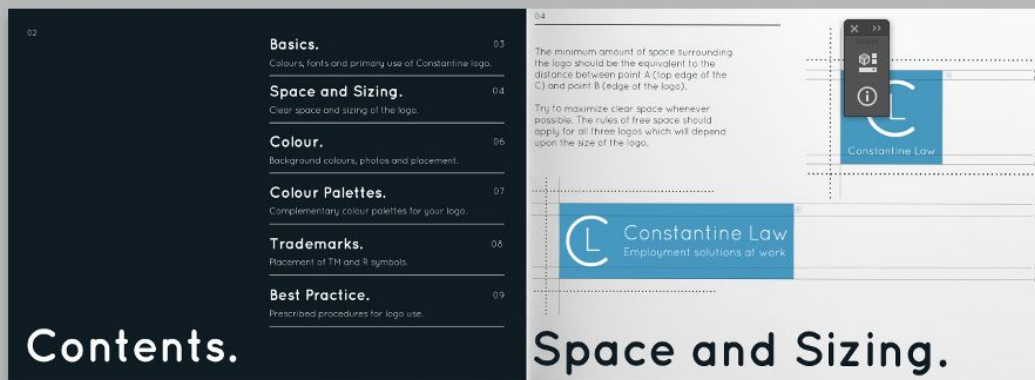 02
Basics. 03
Colours, fonts and primary use of Constantine logo.
Space and Sizing. 04
Clear space and sizing of the logo.
Colour. 06
Background colours, photos and placement.
Colour Palettes. 07
Complementary colour palettes for your logo.
Trademarks. 08
Placement of TM and R symbols.
Best Practice. 09
Prescribed procedures for logo use.
Contents.
04
The minimum amount of space surrounding
the logo should be the equivalent to the
distance between point A (top edge of the
C) and point B (edge of the logo).
Try to maximize clear space whenever
possible. The rules of free space should
apply for all three logos which will depend
upon the size of the logo.
CL
Constantine Law
CL
Constantine Law
Employment solutions at work
Space and Sizing.